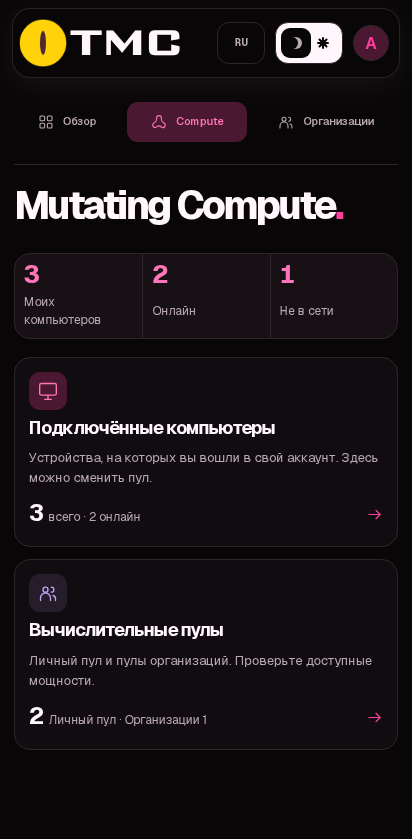 TMC
RU
A
Обзор
Compute
Организации
Mutating Compute.
3
Моих
компьютеров
2
Онлайн
1
Не в сети
Подключённые компьютеры
Устройства, на которых вы вошли в свой аккаунт. Здесь
можно сменить пул.
3 всего · 2 онлайн
→
Вычислительные пулы
Личный пул и пулы организаций. Проверьте доступные
мощности.
2 Личный пул · Организации 1
→